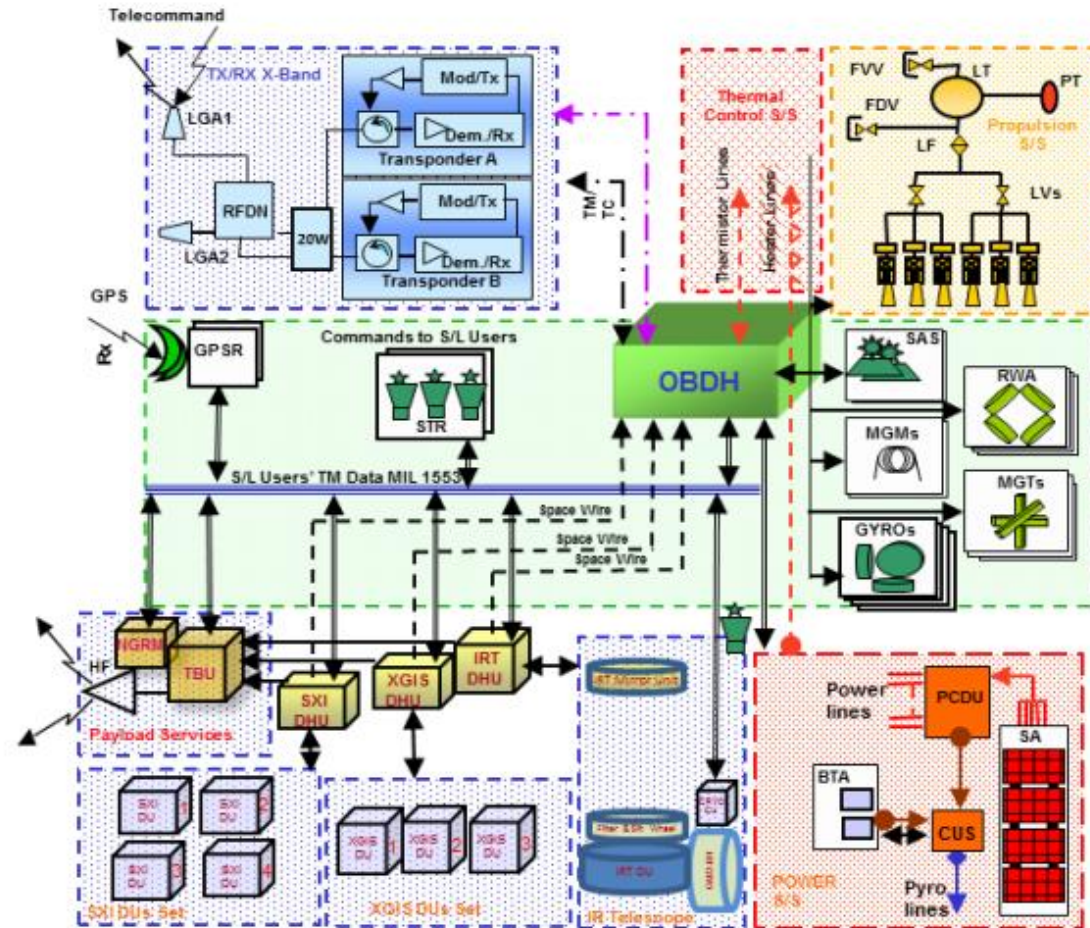 Telecommand
TX/RX X-Band
LGA1
RFDN
LGA2
20W
Mod/Tx
Dem./Rx
Transponder A
Mod/Tx
Dem./Rx
Transponder B
TM/
TC
Thermal
Control S/S
Thermistor Lines
Heater Lines
FVV
LT
PT
FDV
Propulsion
S/S
LF
LVs
GPS
Rx
GPSR
Commands to S/L Users
STR
OBDH
SAS
RWA
MGMs
MGTs
GYROs
S/L Users' TM Data MIL 1553
Space Wire
Space Wire
Space Wire
NGRM
TBU
HF
Payload Services
SXI
DHU
XGIS
DHU
IRT
DHU
IRT Mirror Unit
Filter & Slit Wheel
IRT DU
IR Telescope
SXI
DU
1
SXI
DU
2
SXI
DU
3
SXI
DU
4
SXI DUs Set
XGIS
DU
1
XGIS
DU
2
XGIS
DU
3
XGIS DUs Set
Power
lines
PCDU
SA
BTA
CUS
Pyro
lines
POWER
S/S